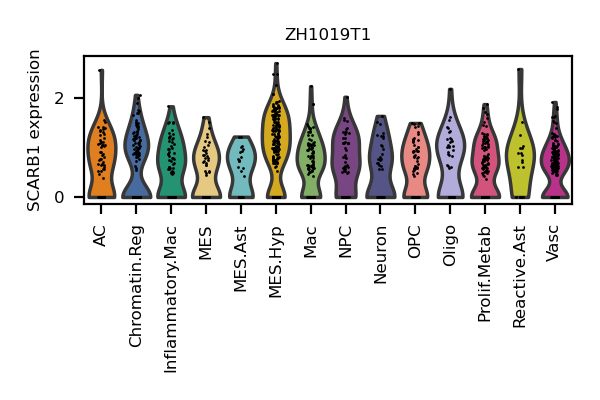 ZH1019T1
SCARB1 expression
2
0
AC
Chromatin.Reg
Inflammatory.Mac
MES
MES.Ast
MES.Hyp
Mac
NPC
Neuron
OPC
Oligo
Prolif.Metab
Reactive.Ast
Vasc